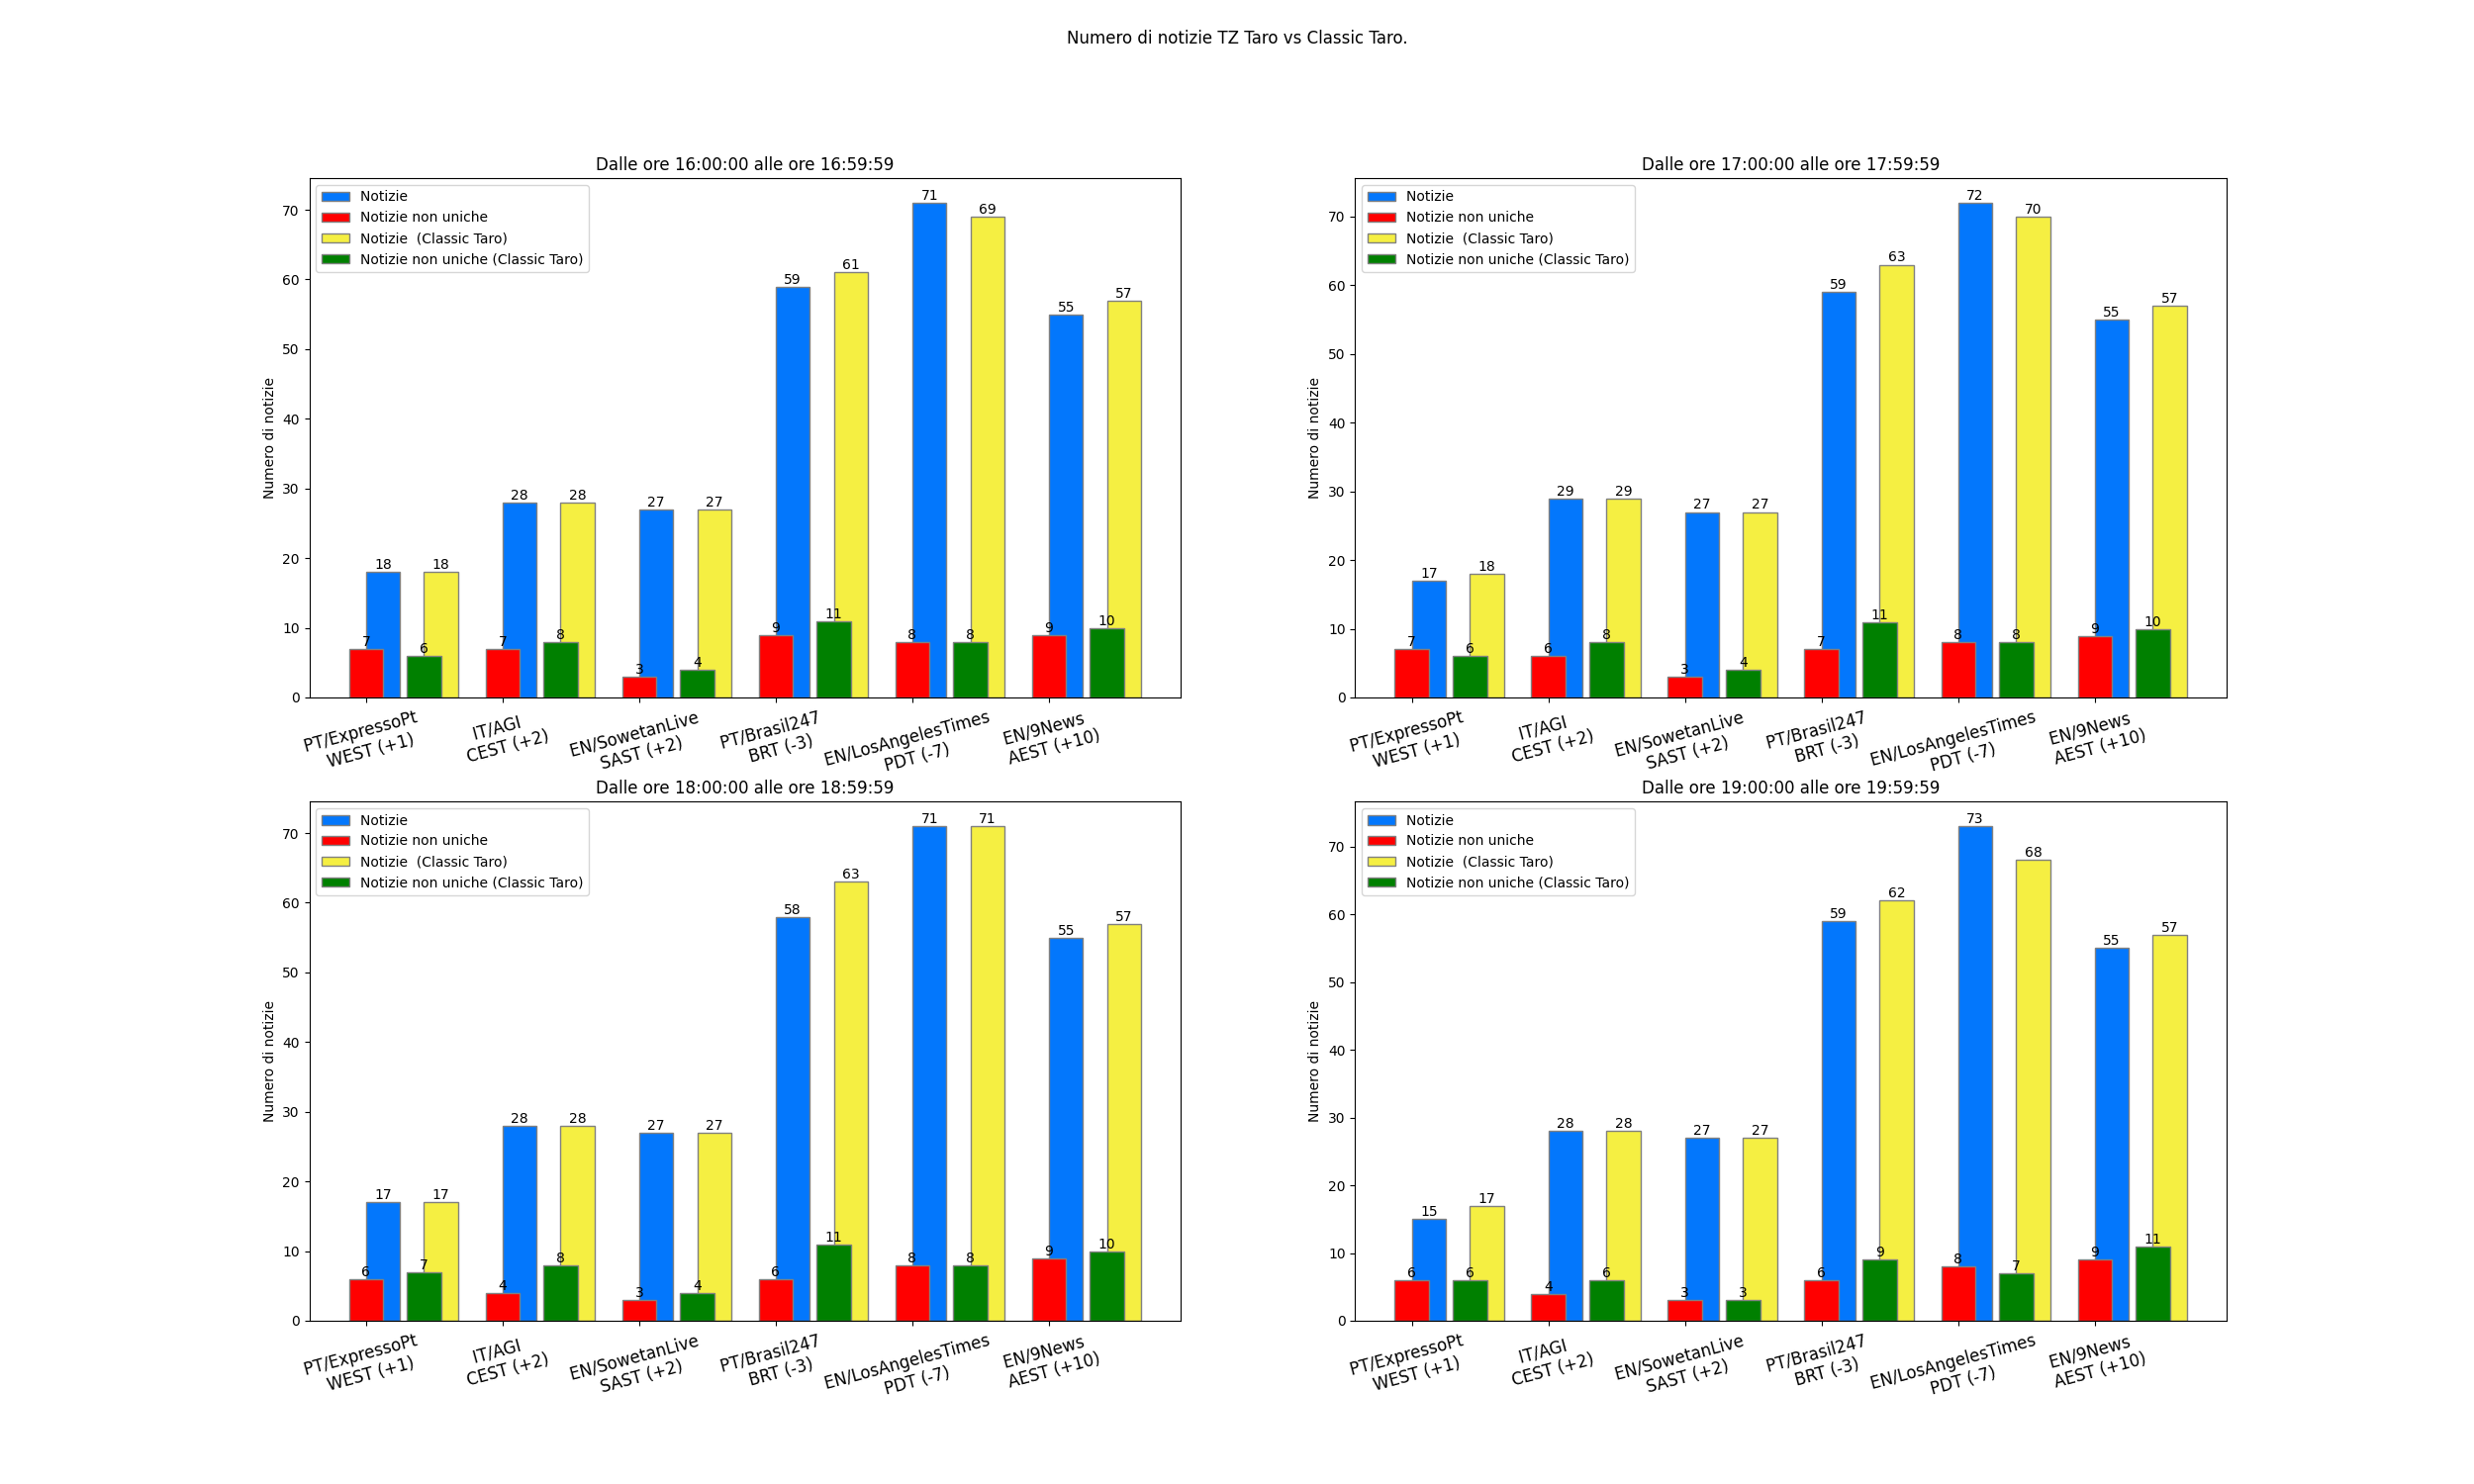 Numero di notizie TZ Taro vs Classic Taro.
Dalle ore 16:00:00 alle ore 16:59:59
Notizie
Notizie non uniche
Notizie  (Classic Taro)
Notizie non uniche (Classic Taro)
Numero di notizie
70
60
50
40
30
20
10
0
18
18
28
28
27
27
59
61
71
69
55
57
7
6
7
8
3
4
9
11
8
8
9
10
PT/ExpressoPt
WEST (+1)
IT/AGI
CEST (+2)
EN/SowetanLive
SAST (+2)
PT/Brasil247
BRT (-3)
EN/LosAngelesTimes
PDT (-7)
EN/9News
AEST (+10)
Dalle ore 17:00:00 alle ore 17:59:59
Notizie
Notizie non uniche
Notizie  (Classic Taro)
Notizie non uniche (Classic Taro)
Numero di notizie
70
60
50
40
30
20
10
0
17
18
29
29
27
27
59
63
72
70
55
57
7
6
6
8
3
4
7
11
8
8
9
10
PT/ExpressoPt
WEST (+1)
IT/AGI
CEST (+2)
EN/SowetanLive
SAST (+2)
PT/Brasil247
BRT (-3)
EN/LosAngelesTimes
PDT (-7)
EN/9News
AEST (+10)
Dalle ore 18:00:00 alle ore 18:59:59
Notizie
Notizie non uniche
Notizie  (Classic Taro)
Notizie non uniche (Classic Taro)
Numero di notizie
70
60
50
40
30
20
10
0
17
17
28
28
27
27
58
63
71
71
55
57
6
7
4
8
3
4
6
11
8
8
9
10
PT/ExpressoPt
WEST (+1)
IT/AGI
CEST (+2)
EN/SowetanLive
SAST (+2)
PT/Brasil247
BRT (-3)
EN/LosAngelesTimes
PDT (-7)
EN/9News
AEST (+10)
Dalle ore 19:00:00 alle ore 19:59:59
Notizie
Notizie non uniche
Notizie  (Classic Taro)
Notizie non uniche (Classic Taro)
Numero di notizie
70
60
50
40
30
20
10
0
15
17
28
28
27
27
59
62
73
68
55
57
6
6
4
6
3
3
6
9
8
7
9
11
PT/ExpressoPt
WEST (+1)
IT/AGI
CEST (+2)
EN/SowetanLive
SAST (+2)
PT/Brasil247
BRT (-3)
EN/LosAngelesTimes
PDT (-7)
EN/9News
AEST (+10)